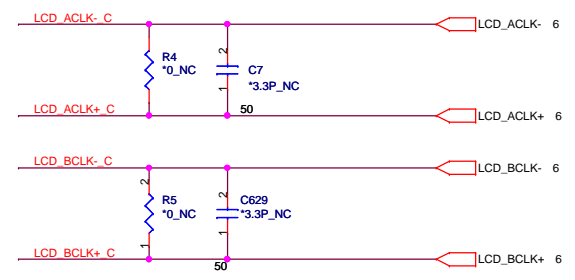 LCD_ACLK-_C
LCD_ACLK- 6
R4
*0_NC
2
C7
*3.3P_NC
1
LCD_ACLK+_C
50
LCD_ACLK+ 6
LCD_BCLK-_C
LCD_BCLK- 6
2
R5
*0_NC
1
2
C629
*3.3P_NC
1
LCD_BCLK+_C
50
LCD_BCLK+ 6